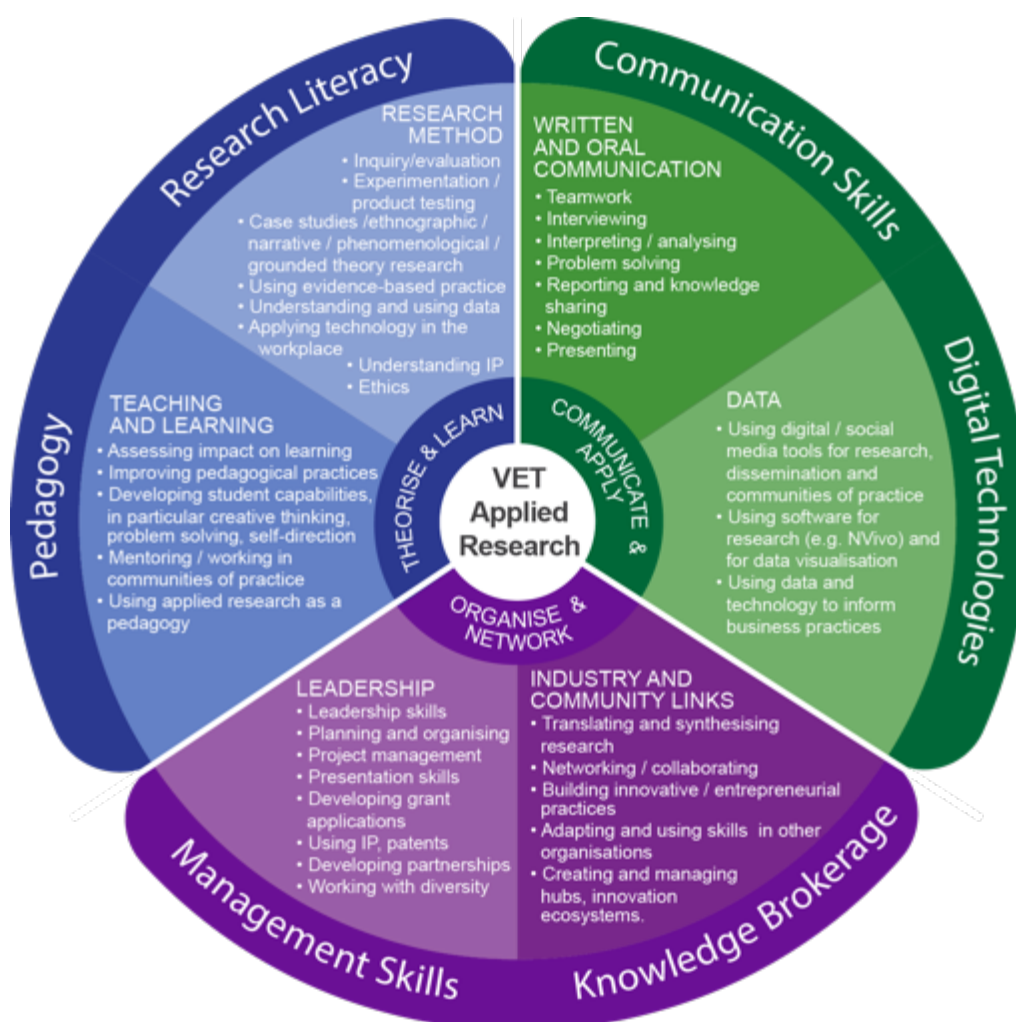 Research Literacy
RESEARCH
METHOD
• Inquiry/evaluation
• Experimentation /
product testing
• Case studies /ethnographic /
narrative / phenomenological /
grounded theory research
• Using evidence-based practice
• Understanding and using data
• Applying technology in the
workplace
• Understanding IP
• Ethics
Communication Skills
WRITTEN
AND ORAL
COMMUNICATION
• Teamwork
• Interviewing
• Interpreting / analysing
• Problem solving
• Reporting and knowledge
sharing
• Negotiating
• Presenting
Pedagogy
TEACHING
AND LEARNING
• Assessing impact on learning
• Improving pedagogical practices
• Developing student capabilities,
in particular creative thinking,
problem solving, self-direction
• Mentoring / working in
communities of practice
• Using applied research as a
pedagogy
THEORISE & LEARN
COMMUNICATE &
APPLY
VET
Applied
Research
ORGANISE &
NETWORK
Digital Technologies
DATA
• Using digital / social
media tools for research,
dissemination and
communities of practice
• Using software for
research (e.g. NVivo) and
for data visualisation
• Using data and
technology to inform
business practices
LEADERSHIP
• Leadership skills
• Planning and organising
• Project management
• Presentation skills
• Developing grant
applications
• Using IP, patents
• Developing partnerships
• Working with diversity
Management Skills
INDUSTRY AND
COMMUNITY LINKS
• Translating and synthesising
research
• Networking / collaborating
• Building innovative / entrepreneurial
practices
• Adapting and using skills in other
organisations
• Creating and managing
hubs, innovation
ecosystems.
Knowledge Brokerage